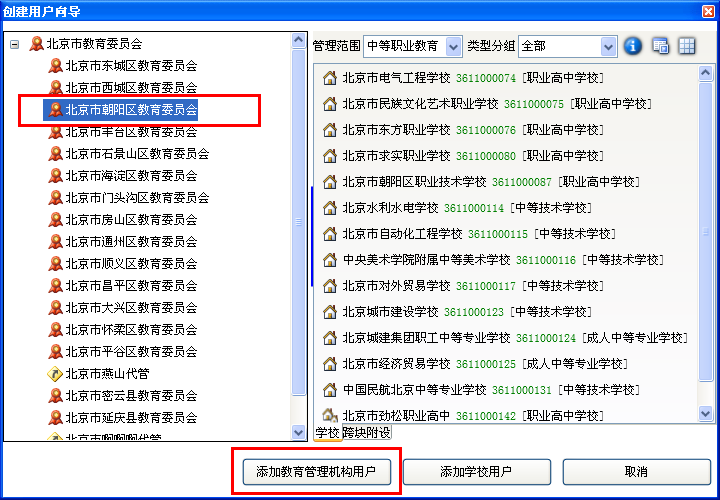 创建用户向导
北京市教育委员会
北京市东城区教育委员会
北京市西城区教育委员会
北京市朝阳区教育委员会
北京市丰台区教育委员会
北京市石景山区教育委员会
北京市海淀区教育委员会
北京市门头沟区教育委员会
北京市房山区教育委员会
北京市通州区教育委员会
北京市顺义区教育委员会
北京市昌平区教育委员会
北京市大兴区教育委员会
北京市怀柔区教育委员会
北京市平谷区教育委员会
北京市燕山代管
北京市密云县教育委员会
北京市延庆县教育委员会
北京市啊啊啊代管
管理范围 中等职业教育 类型分组 全部
北京市电气工程学校 3611000074 [职业高中学校]
北京市民族文化艺术职业学校 3611000075 [职业高中学校]
北京市东方职业学校 3611000076 [职业高中学校]
北京市求实职业学校 3611000080 [职业高中学校]
北京市朝阳区职业技术学校 3611000087 [职业高中学校]
北京水利水电学校 3611000114 [中等技术学校]
北京市自动化工程学校 3611000115 [中等技术学校]
中央美术学院附属中等美术学校 3611000116 [中等技术学校]
北京市对外贸易学校 3611000117 [中等技术学校]
北京城市建设学校 3611000123 [中等技术学校]
北京城建集团职工中等专业学校 3611000124 [成人中等专业学校]
北京市经济贸易学校 3611000125 [成人中等专业学校]
中国民航北京中等专业学校 3611000131 [中等技术学校]
北京市劲松职业高中 3611000142 [职业高中学校]
学校 跨块附设
添加教育管理机构用户 添加学校用户 取消